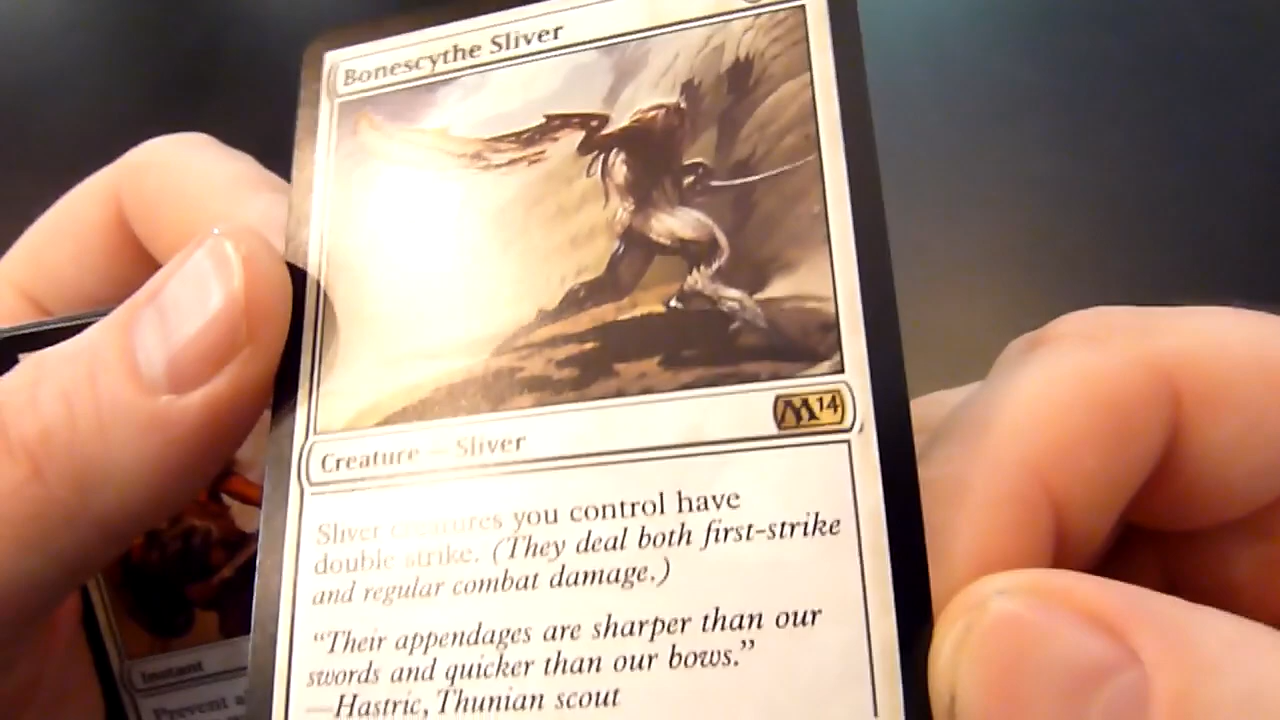 Bonescythe Sliver
M14
Creature — Sliver
Sliver creatures you control have
double strike. (They deal both first-strike
and regular combat damage.)
"Their appendages are sharper than our
swords and quicker than our bows."
—Hastric, Thunian scout
Instant
Prevent a